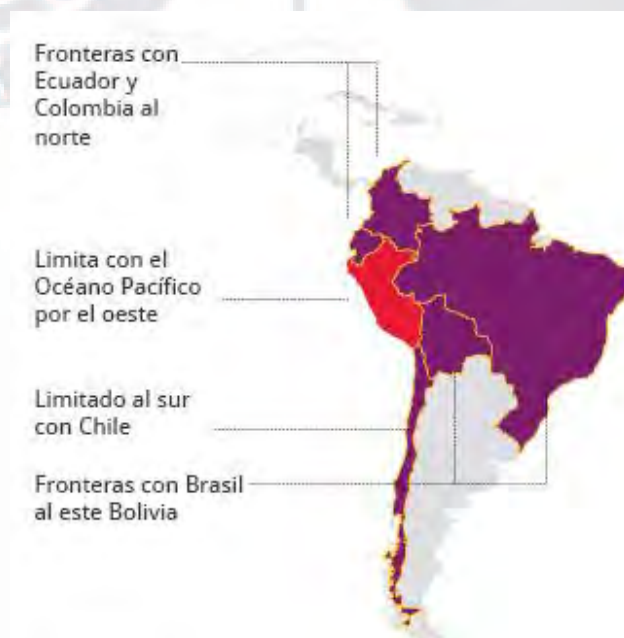 Fronteras con
Ecuador y
Colombia al
norte
Limita con el
Océano Pacífico
por el oeste
Limitado al sur
con Chile
Fronteras con Brasil
al este Bolivia